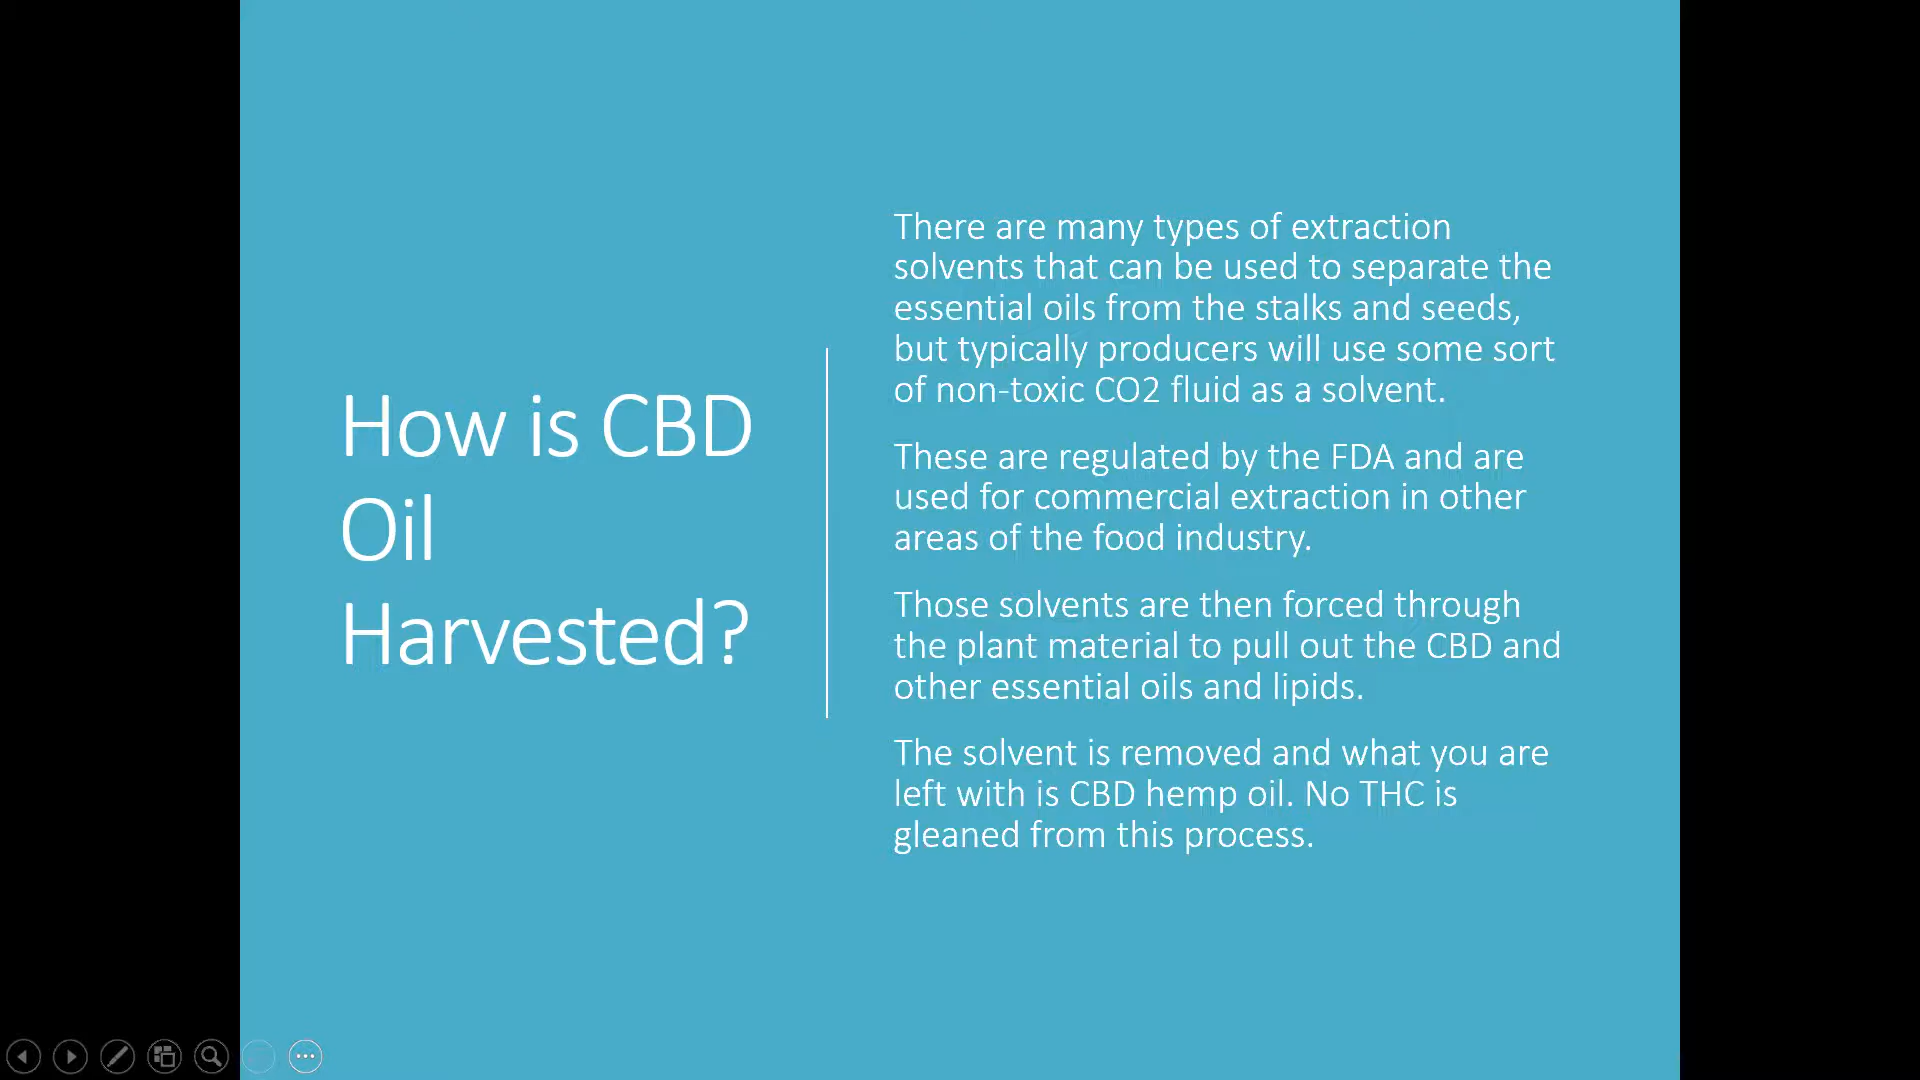 How is CBD
Oil
Harvested?
There are many types of extraction
solvents that can be used to separate the
essential oils from the stalks and seeds,
but typically producers will use some sort
of non-toxic CO2 fluid as a solvent.
These are regulated by the FDA and are
used for commercial extraction in other
areas of the food industry.
Those solvents are then forced through
the plant material to pull out the CBD and
other essential oils and lipids.
The solvent is removed and what you are
left with is CBD hemp oil. No THC is
gleaned from this process.